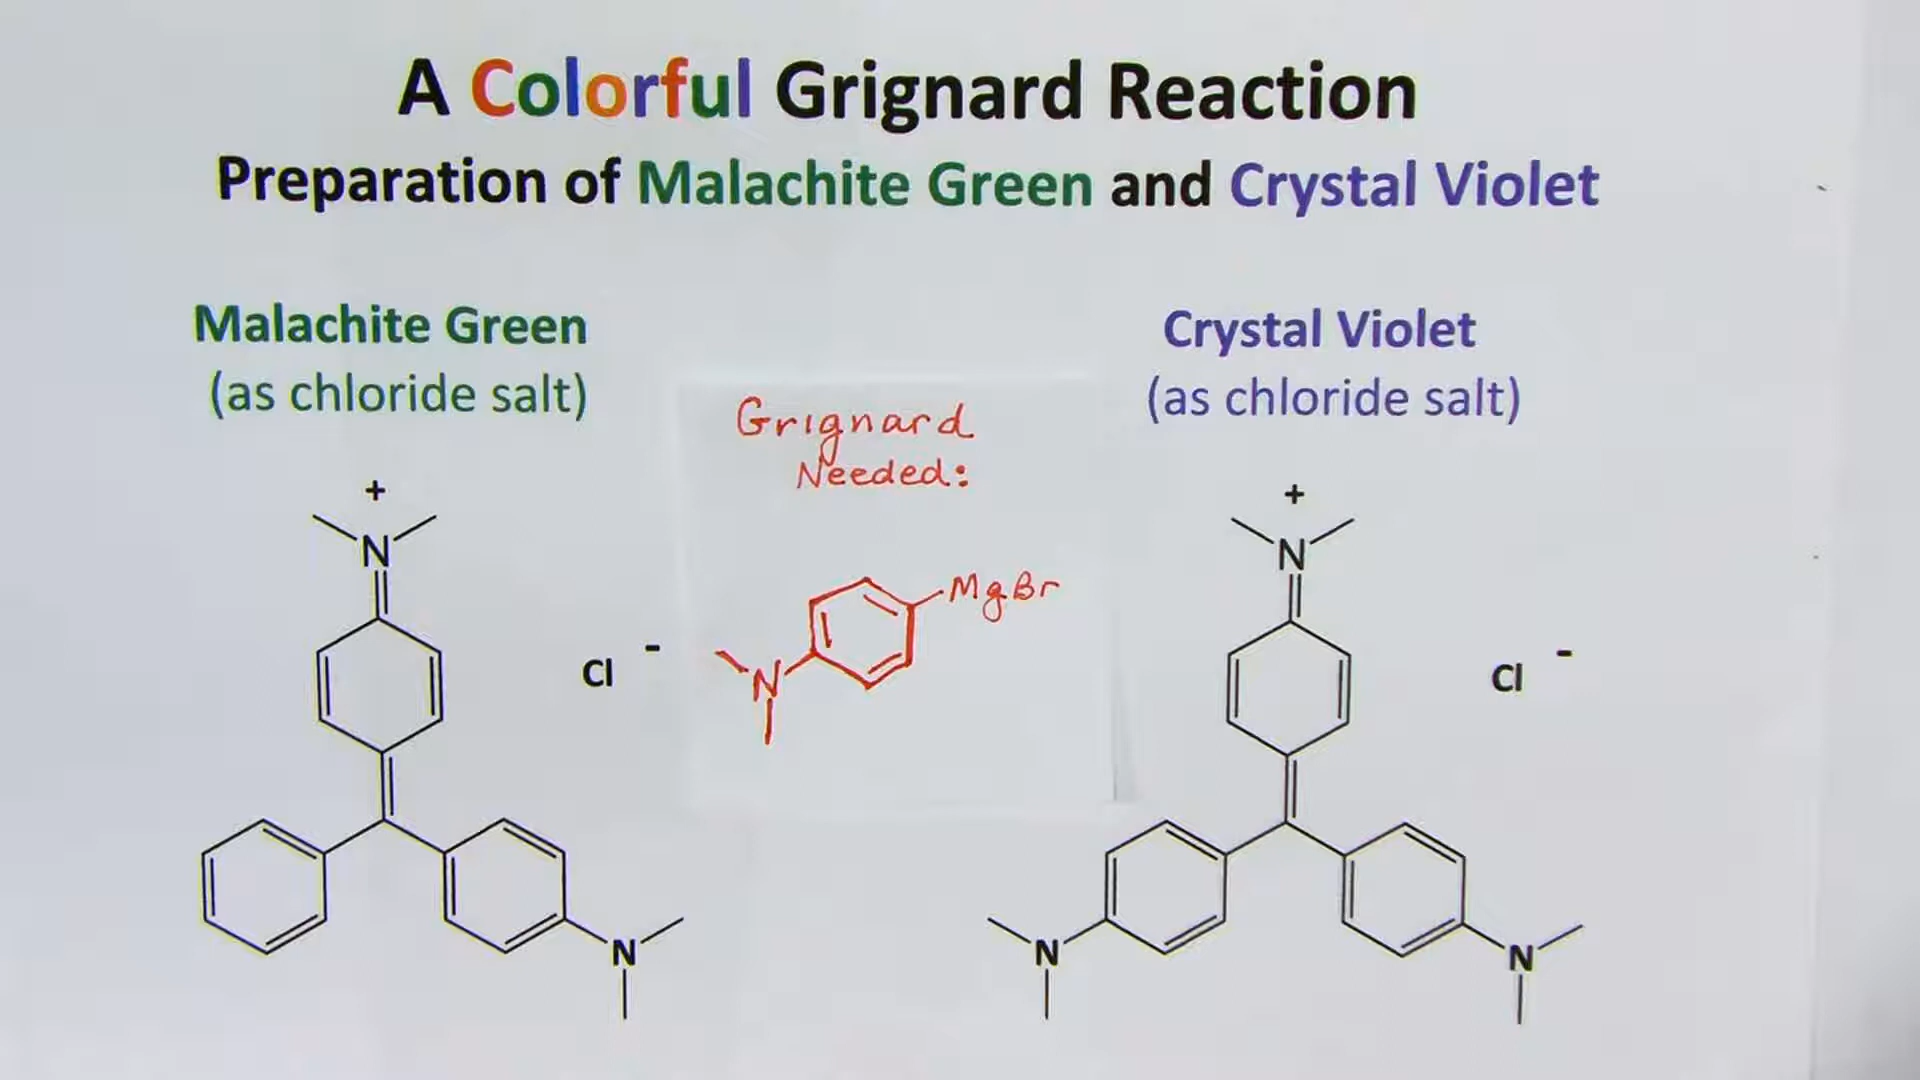 A Colorful Grignard Reaction
Preparation of Malachite Green and Crystal Violet
Malachite Green
(as chloride salt)
Crystal Violet
(as chloride salt)
Grignard
Needed:
+
N
Cl -
N
MgBr
N
+
N
Cl -
N
N